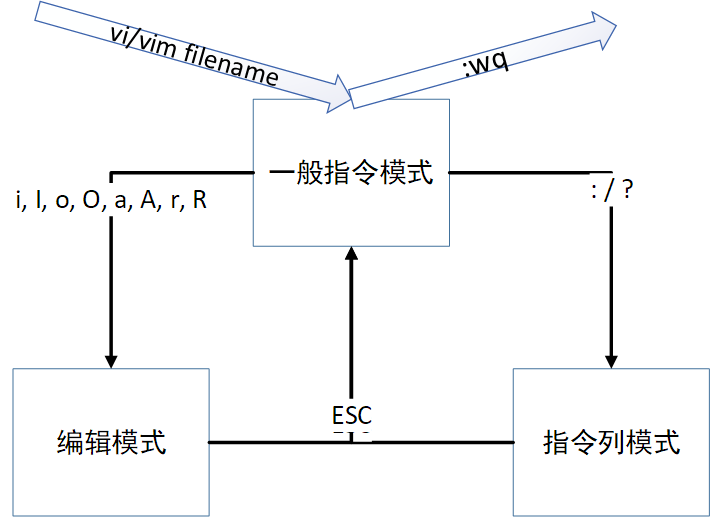 vi/vim filename
:wq
一般指令模式
i, I, o, O, a, A, r, R
: / ?
ESC
编辑模式
指令列模式